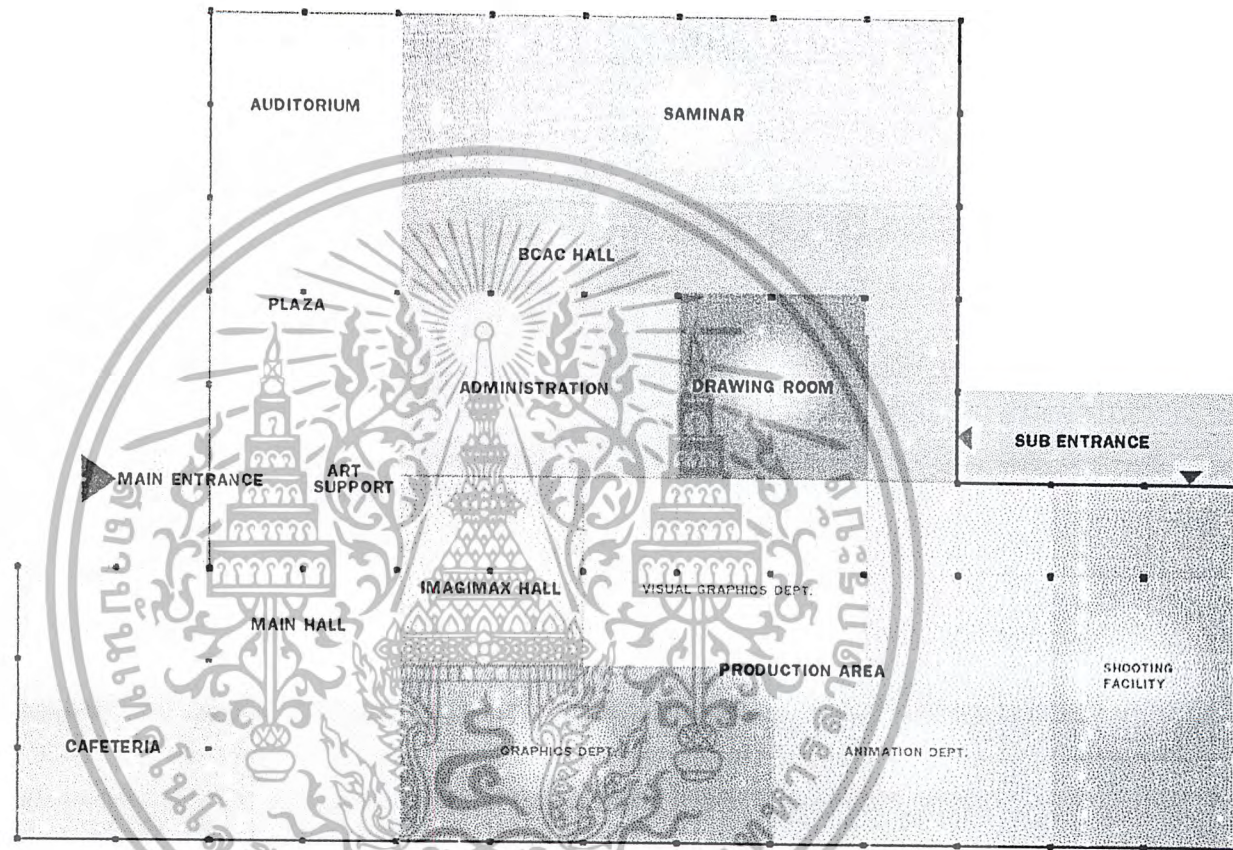 AUDITORIUM
SAMINAR
BCAC HALL
PLAZA
ADMINISTRATION
DRAWING ROOM
SUB ENTRANCE
MAIN ENTRANCE
ART
SUPPORT
IMAGIMAX HALL
VISUAL GRAPHICS DEPT.
MAIN HALL
PRODUCTION AREA
SHOOTING
FACILITY
CAFETERIA
GRAPHICS DEPT.
ANIMATION DEPT.